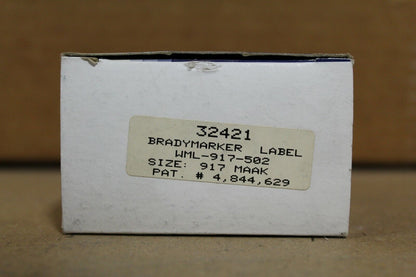 32421
BRADYMARKER LABEL
WML-917-502
SIZE: 917 MAAK
PAT. # 4,844,629